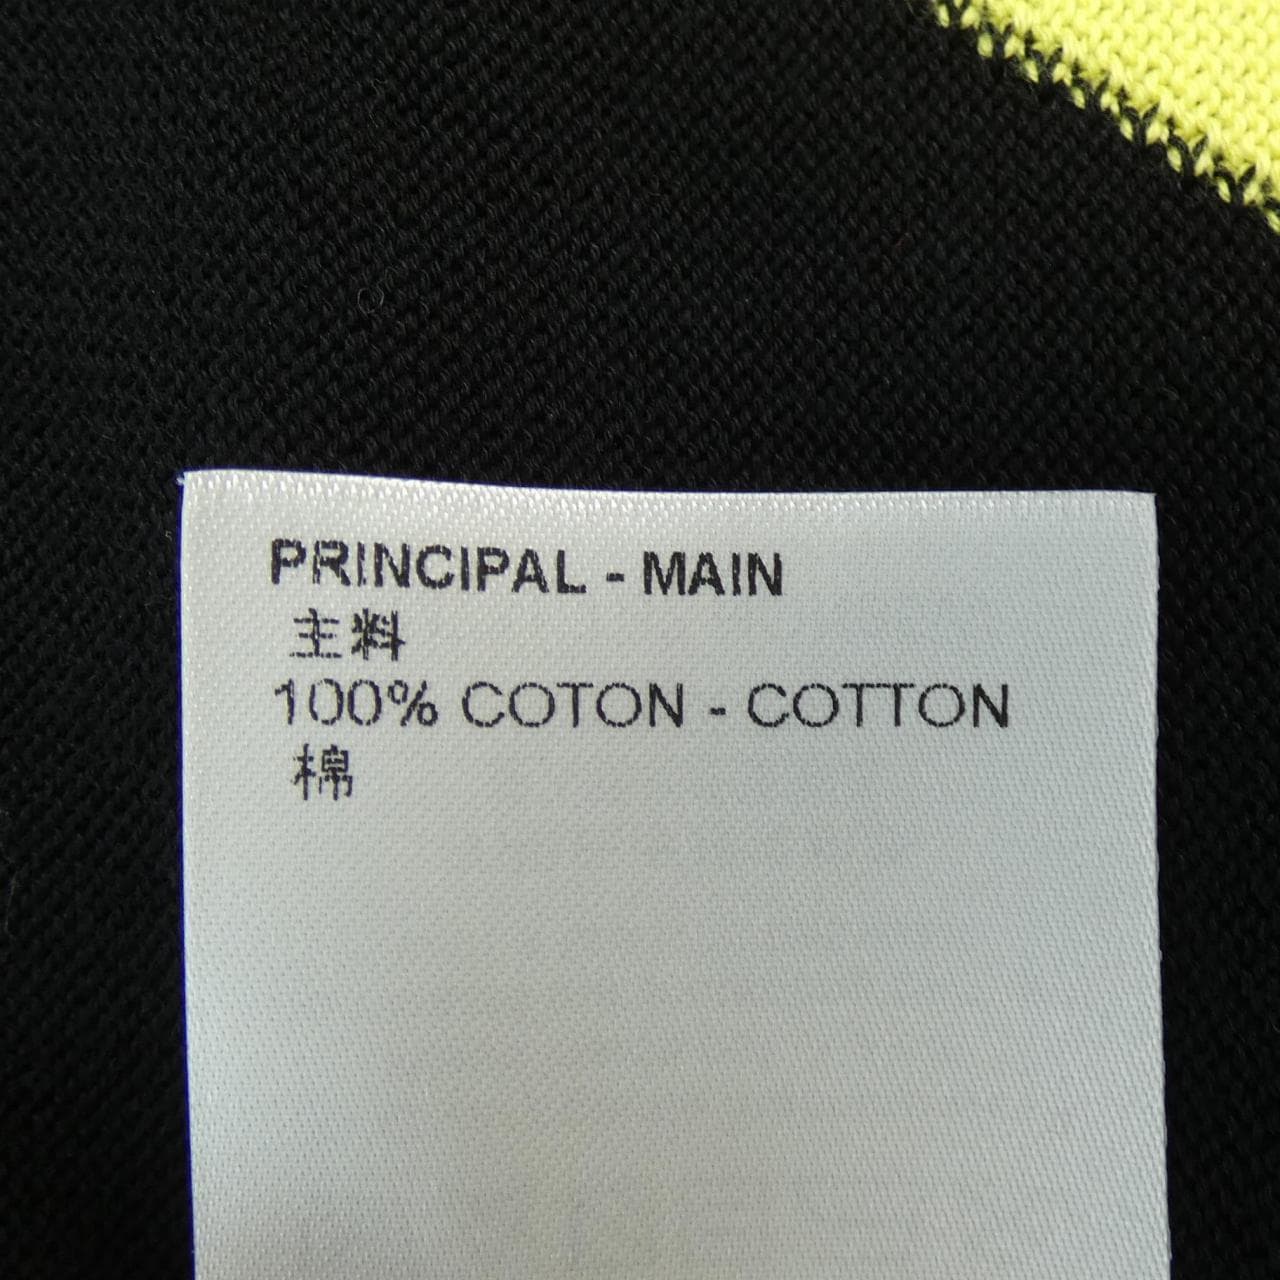 PRINCIPAL - MAIN
主料
100% COTON - COTTON
棉